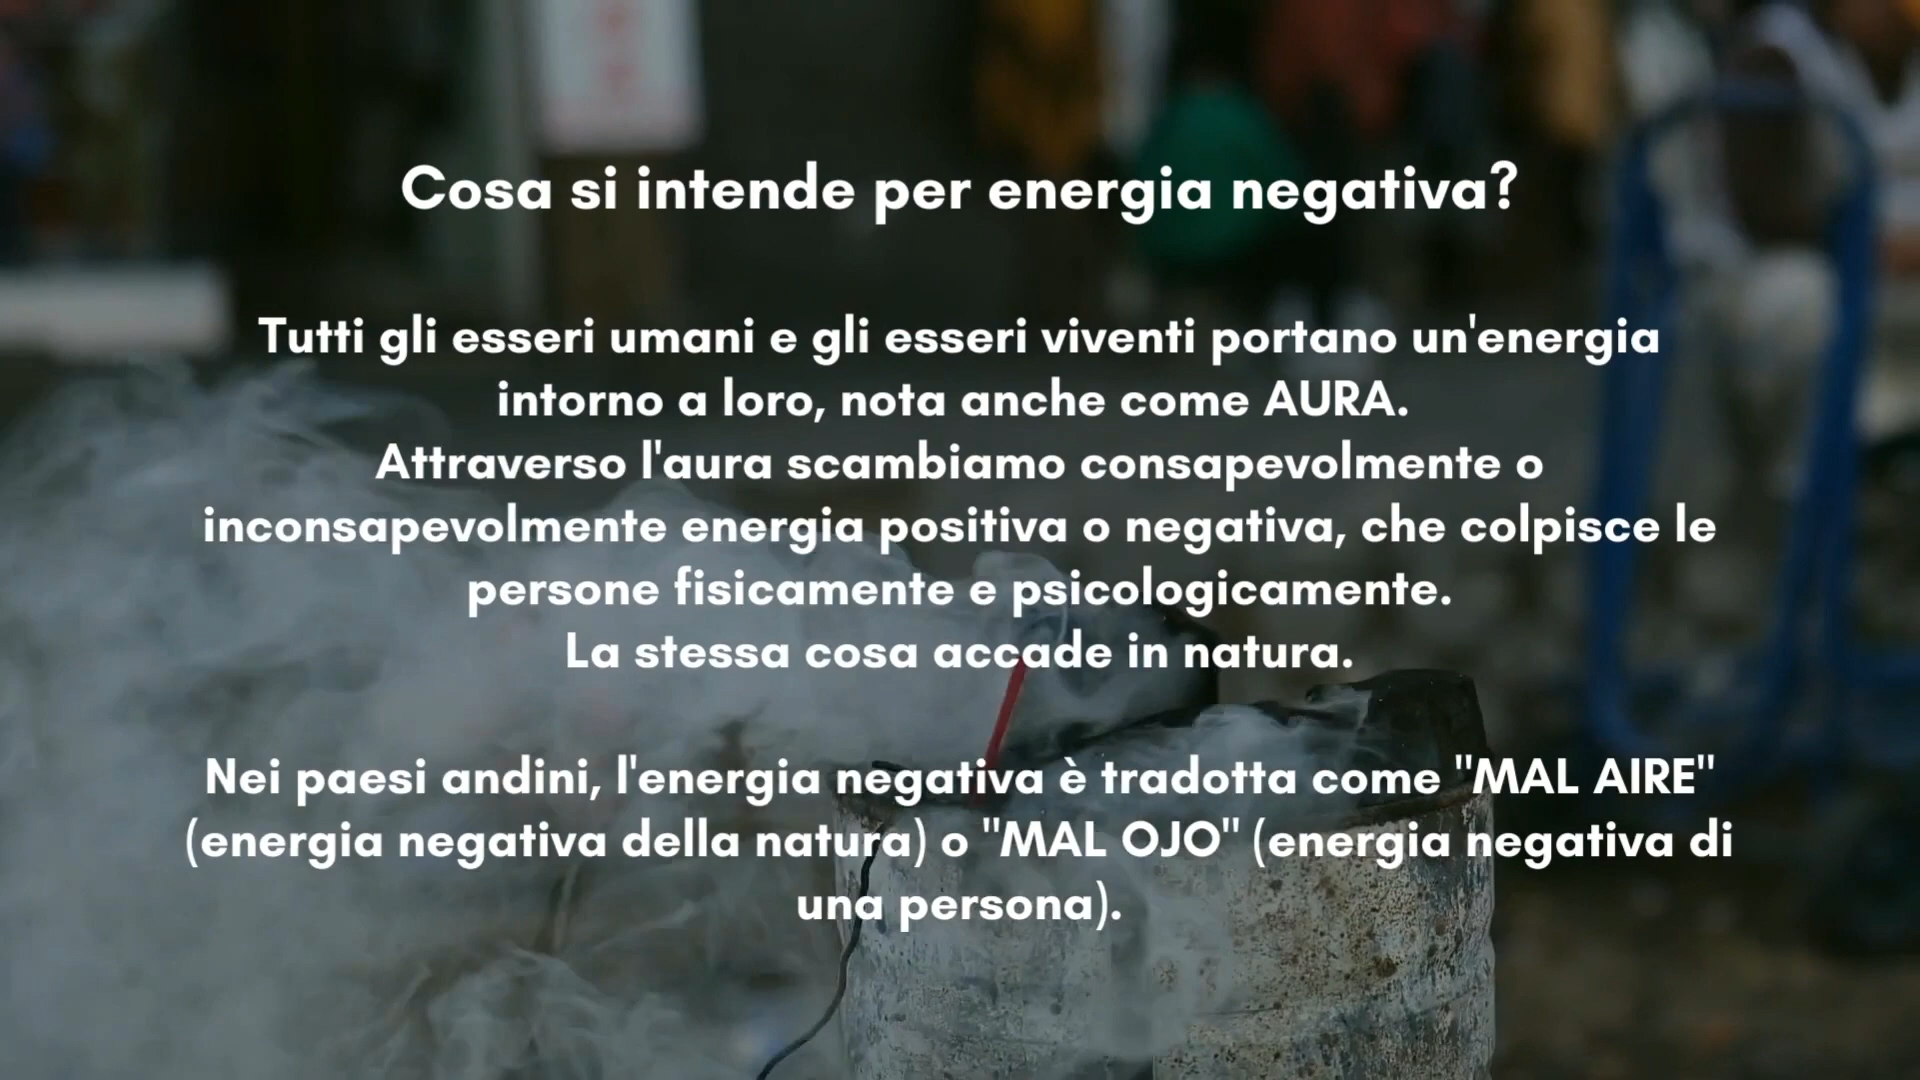 Cosa si intende per energia negativa?
Tutti gli esseri umani e gli esseri viventi portano un'energia
intorno a loro, nota anche come AURA.
Attraverso l'aura scambiamo consapevolmente o
inconsapevolmente energia positiva o negativa, che colpisce le
persone fisicamente e psicologicamente.
La stessa cosa accade in natura.
Nei paesi andini, l'energia negativa è tradotta come "MAL AIRE"
(energia negativa della natura) o "MAL OJO" (energia negativa di
una persona).